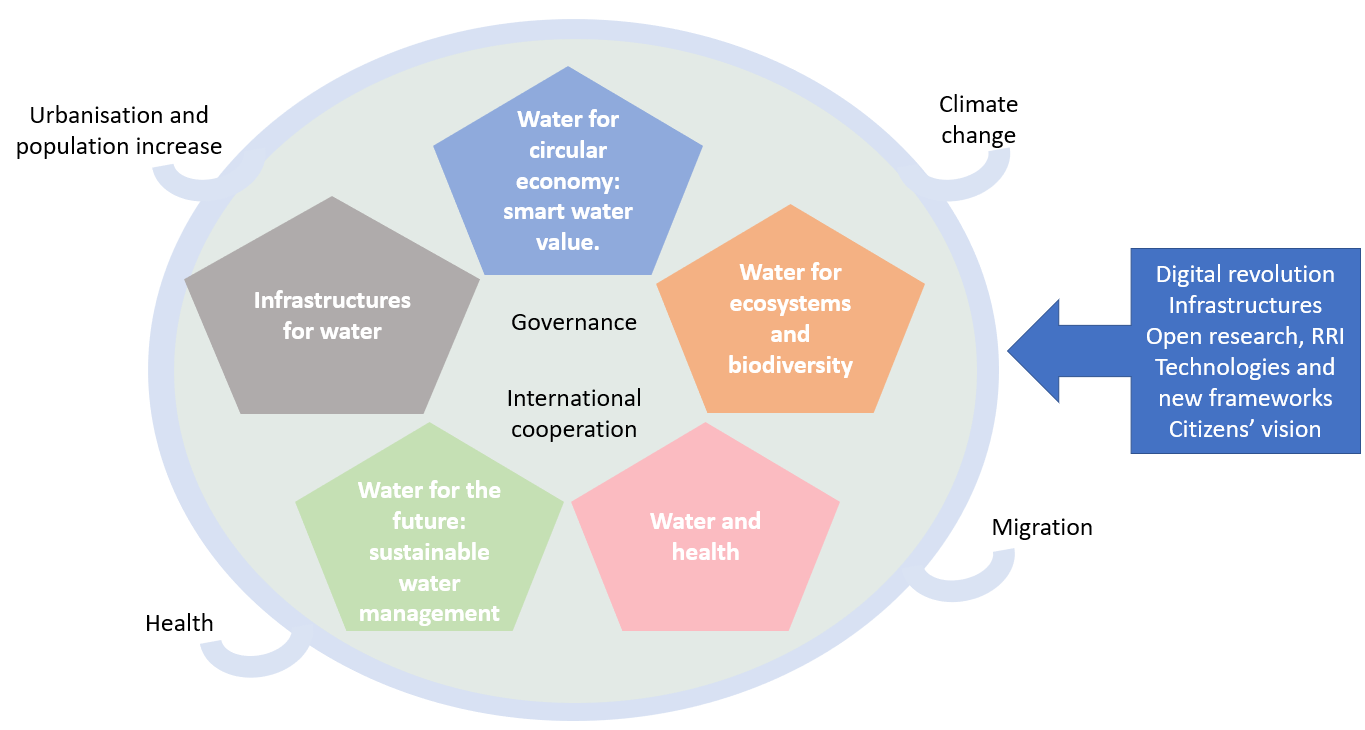 Urbanisation and
population increase
Climate
change
Water for
circular
economy:
smart water
value.
Infrastructures
for water
Water for
ecosystems
and
biodiversity
Governance
International
cooperation
Digital revolution
Infrastructures
Open research, RRI
Technologies and
new frameworks
Citizens’ vision
Water for the
future:
sustainable
water
management
Water and
health
Migration
Health